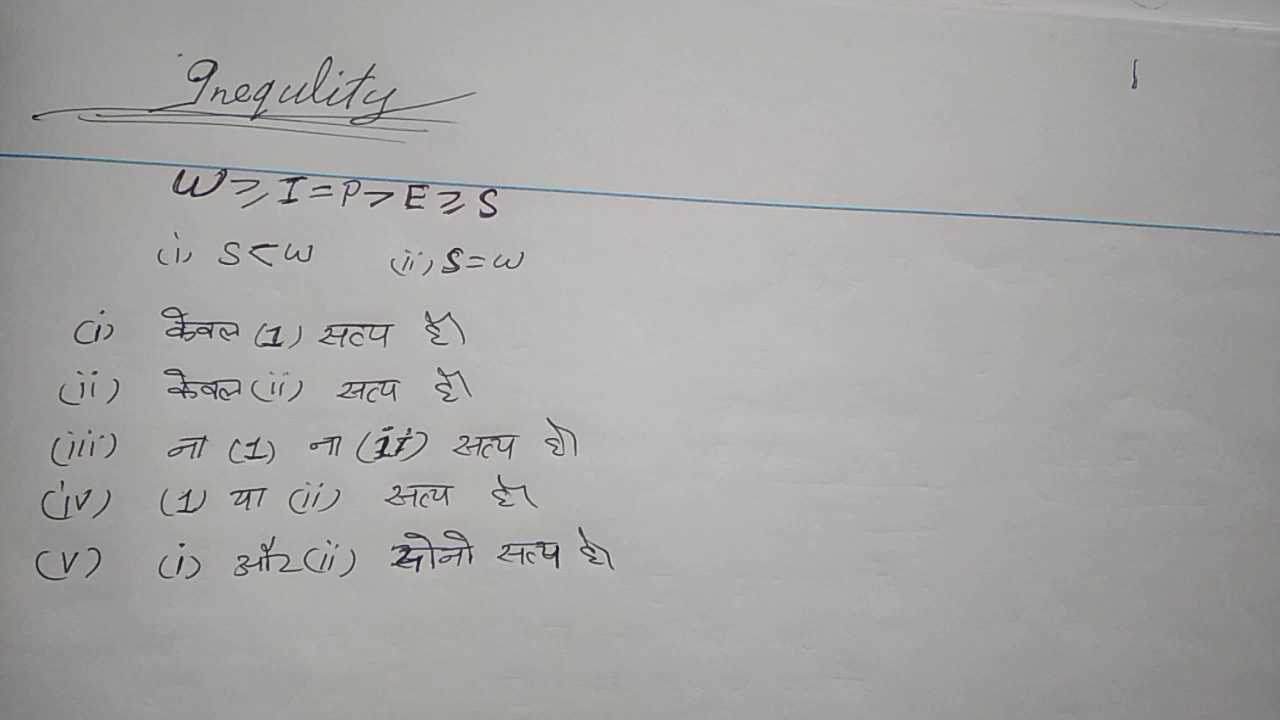 Inequlity
1
W ≥ I = P > E ≥ S
(i) S < W (ii) S = W
(i) केवल (1) सत्य है।
(ii) केवल (ii) सत्य है।
(iii) ना (1) ना (ii) सत्य है।
(iv) (1) या (ii) सत्य है।
(v) (i) और (ii) दोनो सत्य है।